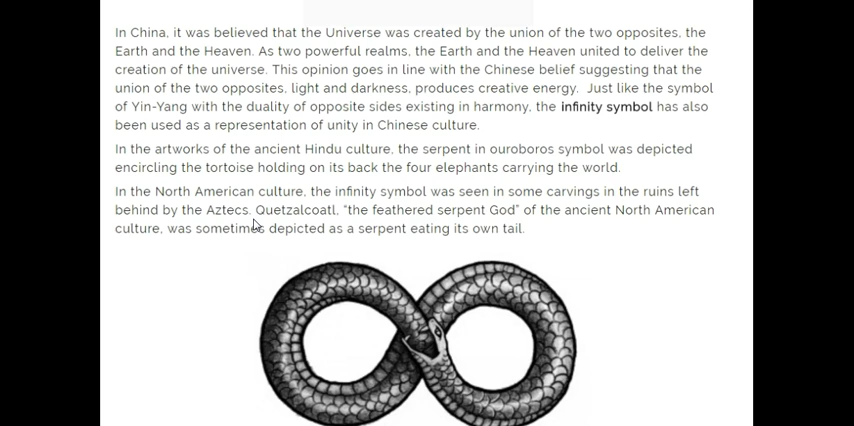 In China, it was believed that the Universe was created by the union of the two opposites, the
Earth and the Heaven. As two powerful realms, the Earth and the Heaven united to deliver the
creation of the universe. This opinion goes in line with the Chinese belief suggesting that the
union of the two opposites, light and darkness, produces creative energy.  Just like the symbol
of Yin-Yang with the duality of opposite sides existing in harmony, the infinity symbol has also
been used as a representation of unity in Chinese culture.
In the artworks of the ancient Hindu culture, the serpent in ouroboros symbol was depicted
encircling the tortoise holding on its back the four elephants carrying the world.
In the North American culture, the infinity symbol was seen in some carvings in the ruins left
behind by the Aztecs. Quetzalcoatl, “the feathered serpent God” of the ancient North American
culture, was sometimes depicted as a serpent eating its own tail.